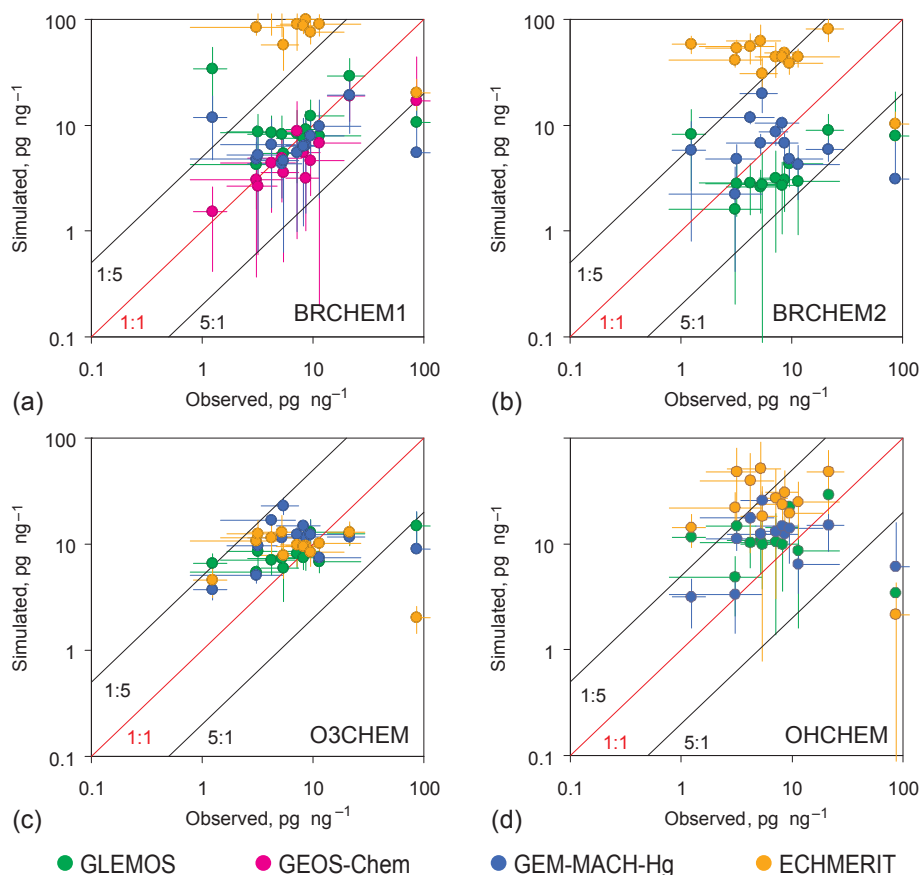 100
10
1
0.1
Simulated, pg ng⁻¹
1:5
1:1
5:1
BRCHEM1
0.1 1 10 100
(a) Observed, pg ng⁻¹
100
10
1
0.1
Simulated, pg ng⁻¹
1:5
1:1
5:1
BRCHEM2
0.1 1 10 100
(b) Observed, pg ng⁻¹
100
10
1
0.1
Simulated, pg ng⁻¹
1:5
1:1
5:1
O3CHEM
0.1 1 10 100
(c) Observed, pg ng⁻¹
100
10
1
0.1
Simulated, pg ng⁻¹
1:5
1:1
5:1
OHCHEM
0.1 1 10 100
(d) Observed, pg ng⁻¹
GLEMOS GEOS-Chem GEM-MACH-Hg ECHMERIT